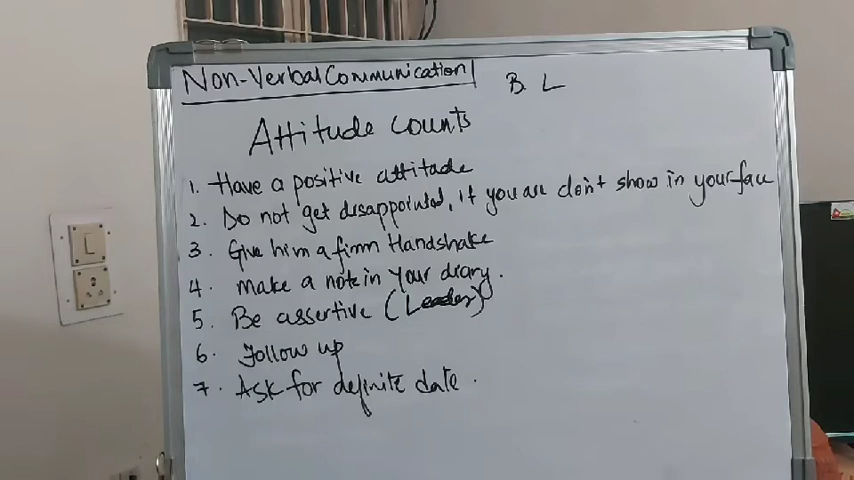 Non-Verbal Communication
B L
Attitude Counts
1. Have a positive attitude
2. Do not get disappointed, if you are don't show in your face
3. Give him a firm Handshake
4. Make a note in your diary.
5. Be assertive (Leader)
6. Follow up
7. Ask for definite date.